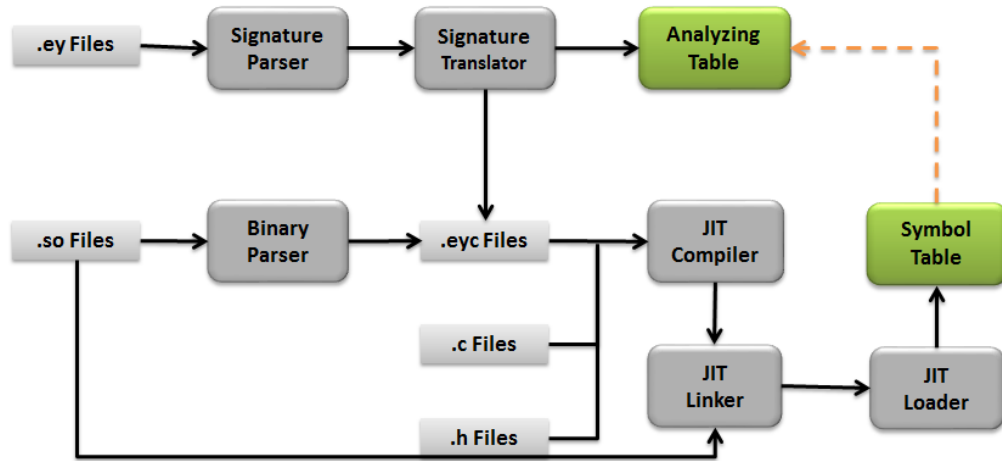 .ey Files
Signature
Parser
Signature
Translator
Analyzing
Table
.so Files
Binary
Parser
.eyc Files
JIT
Compiler
Symbol
Table
.c Files
JIT
Linker
JIT
Loader
.h Files